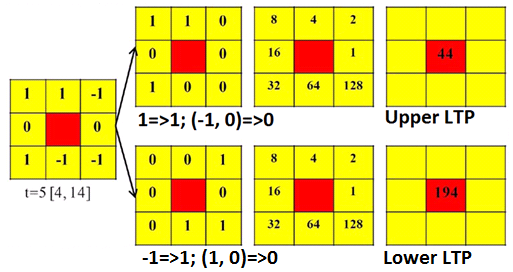 1 1 0
0 0
1 0 0
8 4 2
16 1
32 64 128
44
1=>1; (-1, 0)=>0
Upper LTP
1 1 -1
0 0
1 -1 -1
t=5 [4, 14]
0 0 1
0 0
0 1 1
8 4 2
16 1
32 64 128
194
-1=>1; (1, 0)=>0
Lower LTP